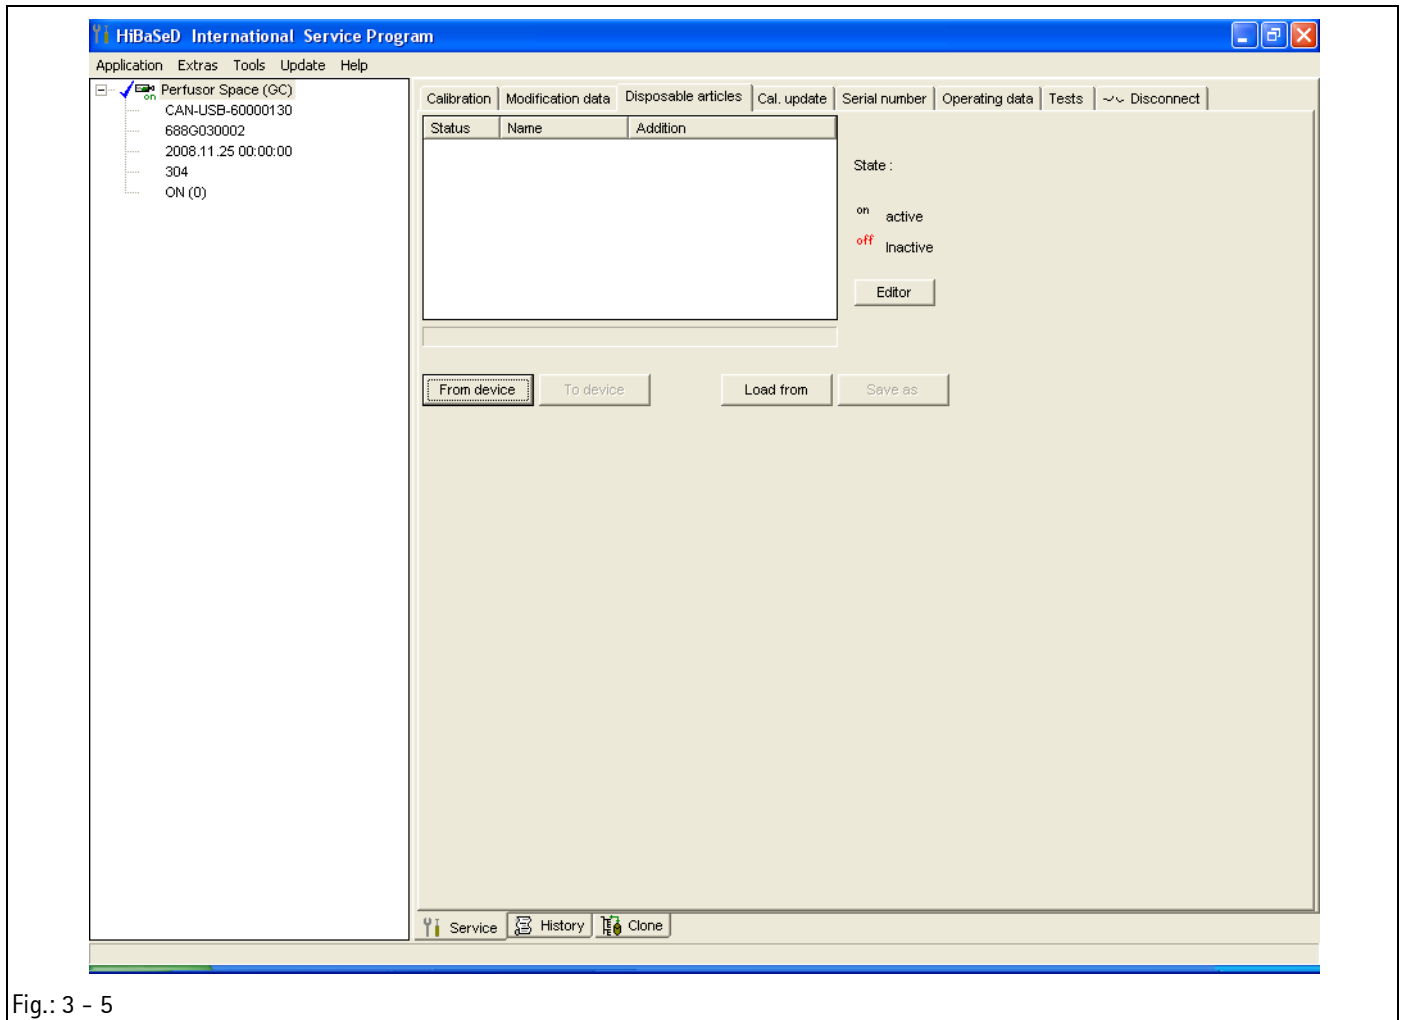 HiBaSeD International Service Program
Application Extras Tools Update Help
Perfusor Space (GC)
on
CAN-USB-60000130
688G030002
2008.11.25 00:00:00
304
ON (0)
Calibration Modification data Disposable articles Cal. update Serial number Operating data Tests Disconnect
Status Name Addition
State :
on active
off Inactive
Editor
From device To device Load from Save as
Service History Clone
Fig.: 3 - 5